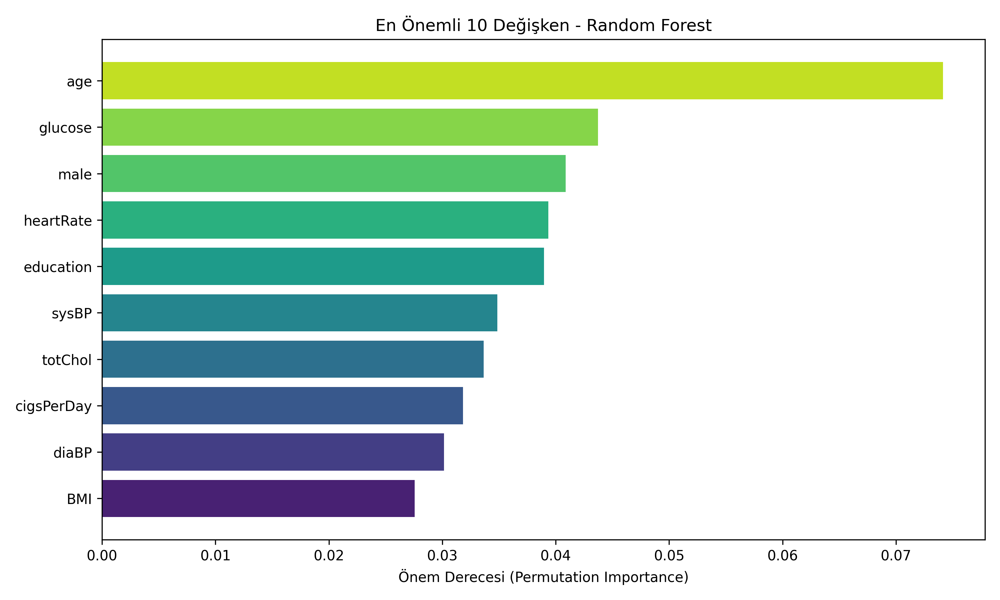 En Önemli 10 Değişken - Random Forest
age
glucose
male
heartRate
education
sysBP
totChol
cigsPerDay
diaBP
BMI
0.00 0.01 0.02 0.03 0.04 0.05 0.06 0.07
Önem Derecesi (Permutation Importance)